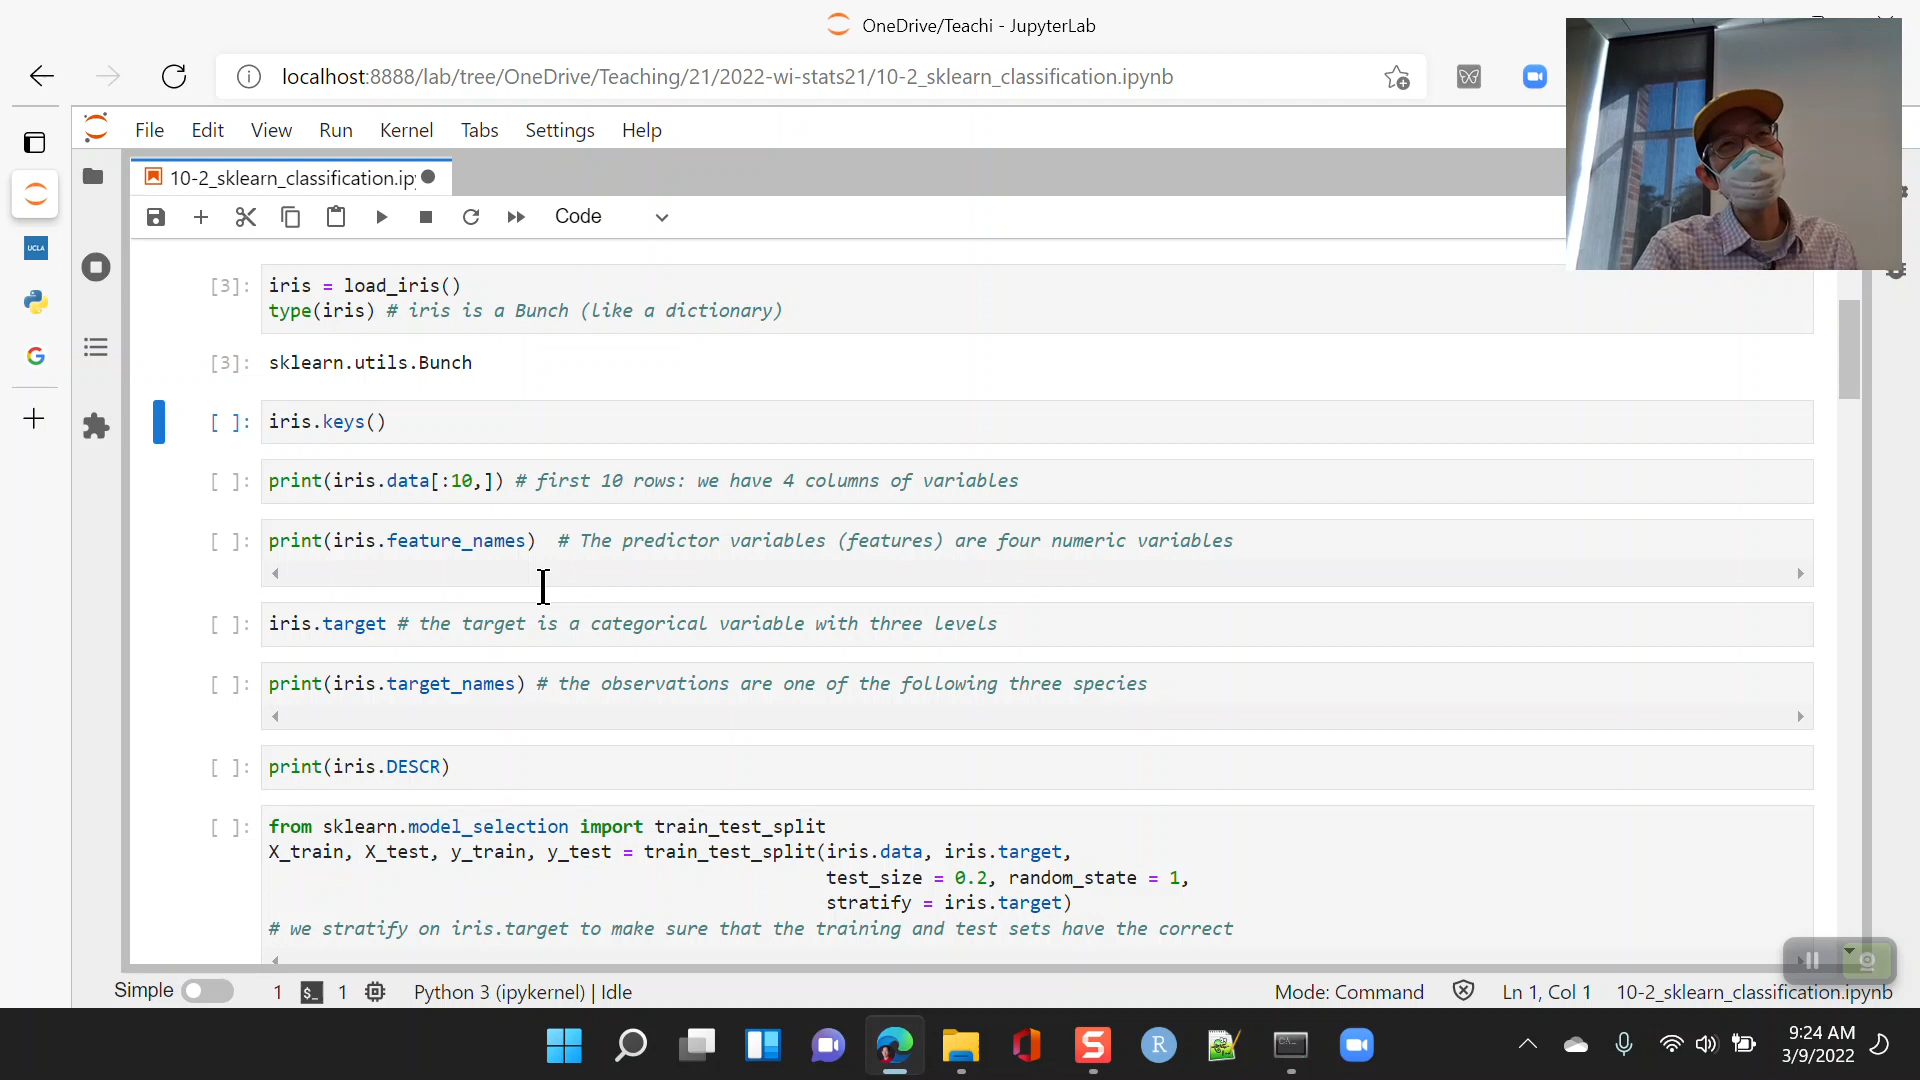 OneDrive/Teachi - JupyterLab
localhost:8888/lab/tree/OneDrive/Teaching/21/2022-wi-stats21/10-2_sklearn_classification.ipynb
File Edit View Run Kernel Tabs Settings Help
10-2_sklearn_classification.ipy
Code
UCLA
[3]: iris = load_iris()
type(iris) # iris is a Bunch (like a dictionary)
[3]: sklearn.utils.Bunch
[ ]: iris.keys()
[ ]: print(iris.data[:10,]) # first 10 rows: we have 4 columns of variables
[ ]: print(iris.feature_names)  # The predictor variables (features) are four numeric variables
[ ]: iris.target # the target is a categorical variable with three levels
[ ]: print(iris.target_names) # the observations are one of the following three species
[ ]: print(iris.DESCR)
[ ]: from sklearn.model_selection import train_test_split
X_train, X_test, y_train, y_test = train_test_split(iris.data, iris.target,
test_size = 0.2, random_state = 1,
stratify = iris.target)
# we stratify on iris.target to make sure that the training and test sets have the correct
Simple 1 $_ 1 Python 3 (ipykernel) | Idle Mode: Command Ln 1, Col 1 10-2_sklearn_classification.ipynb
S R
9:24 AM
3/9/2022